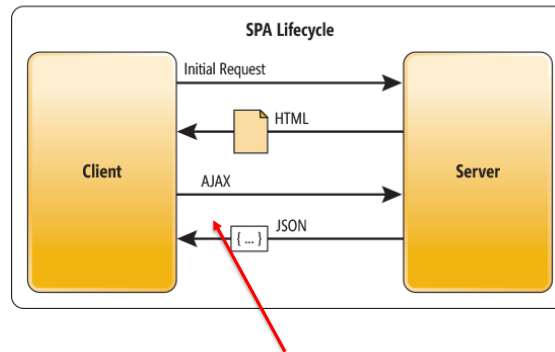 SPA Lifecycle
Initial Request
HTML
Client
Server
AJAX
JSON
{ ... }